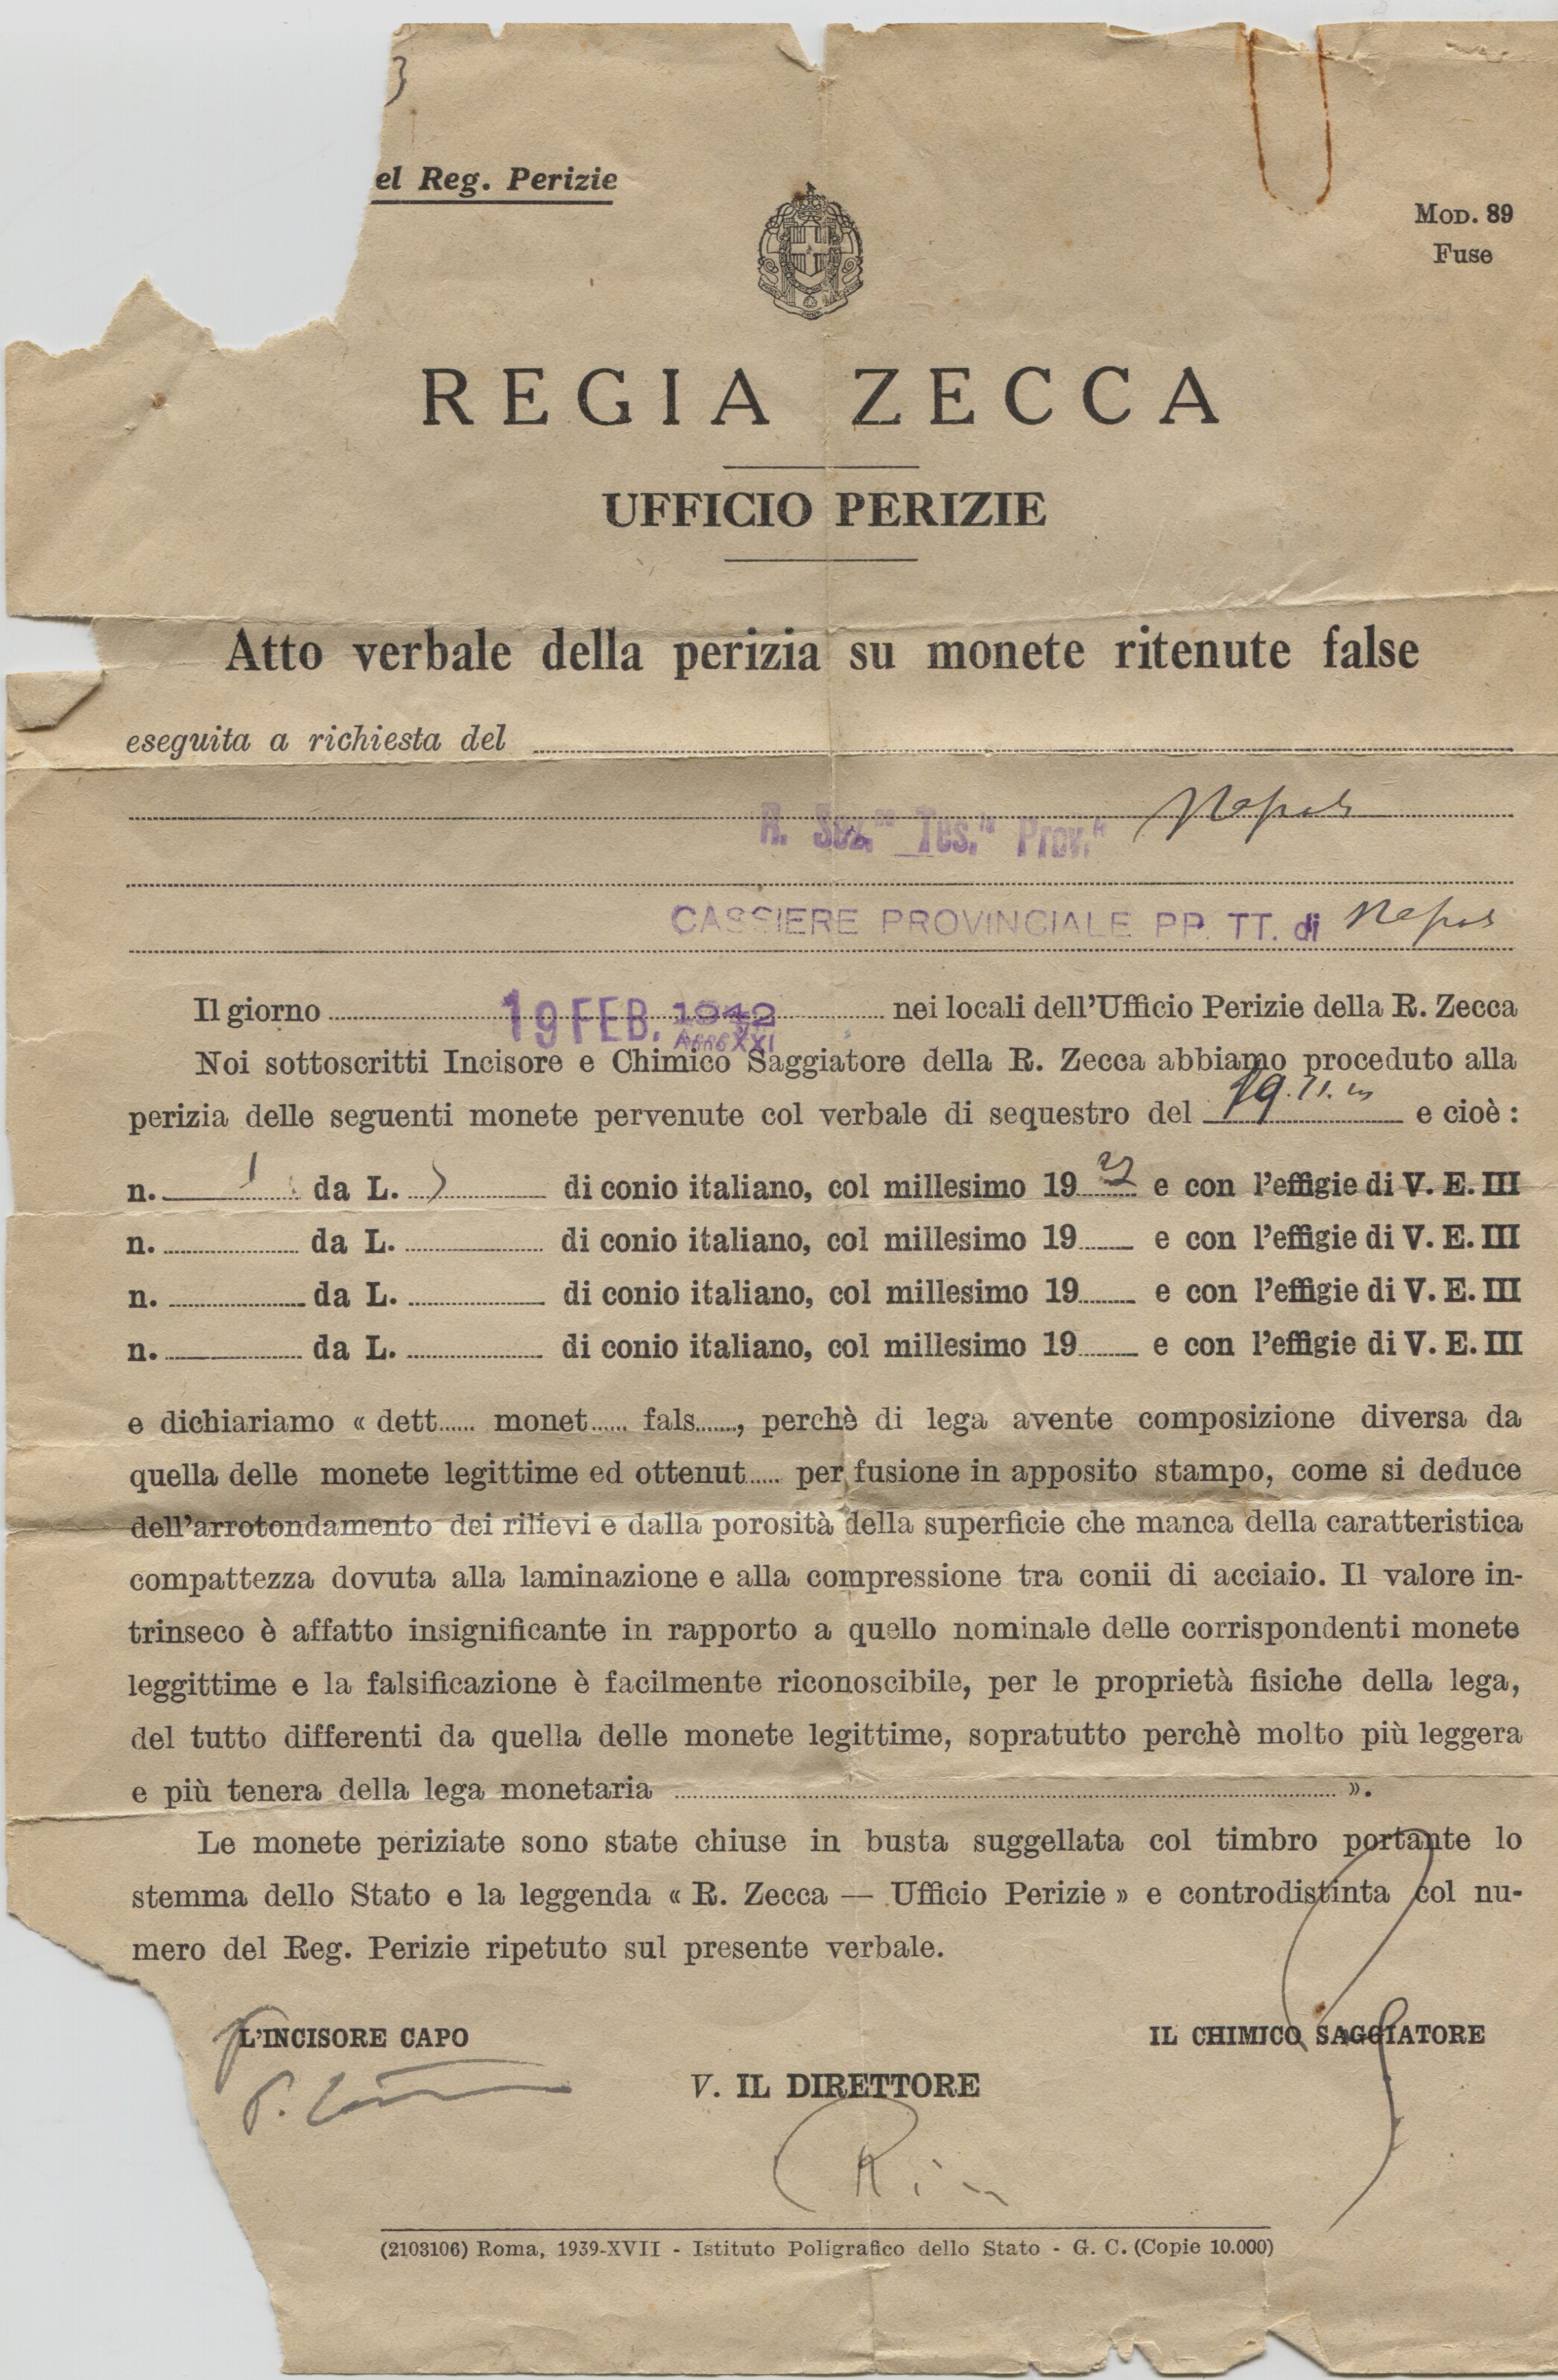 3
el Reg. Perizie
MOD. 89
Fuse
REGIA ZECCA
UFFICIO PERIZIE
Atto verbale della perizia su monete ritenute false
eseguita a richiesta del
R. Sez. Tes. Prov. Napoli
CASSIERE PROVINCIALE PP. TT. di Napoli
Il giorno 19 FEB. 1942 nei locali dell'Ufficio Perizie della R. Zecca
XXI
Noi sottoscritti Incisore e Chimico Saggiatore della R. Zecca abbiamo proceduto alla
perizia delle seguenti monete pervenute col verbale di sequestro del 19.11. e cioè :
n. 1 da L. di conio italiano, col millesimo 19 e con l'effigie di V. E. III
n. da L. di conio italiano, col millesimo 19 e con l'effigie di V. E. III
n. da L. di conio italiano, col millesimo 19 e con l'effigie di V. E. III
n. da L. di conio italiano, col millesimo 19 e con l'effigie di V. E. III
e dichiariamo « dett...... monet...... fals......., perchè di lega avente composizione diversa da
quella delle monete legittime ed ottenut..... per fusione in apposito stampo, come si deduce
dell'arrotondamento dei rilievi e dalla porosità della superficie che manca della caratteristica
compattezza dovuta alla laminazione e alla compressione tra conii di acciaio. Il valore in-
trinseco è affatto insignificante in rapporto a quello nominale delle corrispondenti monete
leggittime e la falsificazione è facilmente riconoscibile, per le proprietà fisiche della lega,
del tutto differenti da quella delle monete legittime, sopratutto perchè molto più leggera
e più tenera della lega monetaria ».
Le monete periziate sono state chiuse in busta suggellata col timbro portante lo
stemma dello Stato e la leggenda « R. Zecca — Ufficio Perizie » e controdistinta col nu-
mero del Reg. Perizie ripetuto sul presente verbale.
L'INCISORE CAPO
IL CHIMICO SAGGIATORE
V. IL DIRETTORE
(2103106) Roma, 1939-XVII - Istituto Poligrafico dello Stato - G. C. (Copie 10.000)